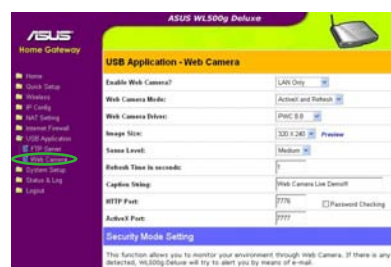 ASUS WL500g Deluxe
ASUS
Home Gateway
Home
Quick Setup
Wireless
IP Config
NAT Setting
Internet Firewall
USB Application
FTP Server
Web Camera
System Setup
Status & Log
Logout
USB Application - Web Camera
Enable Web Camera? LAN Only
Web Camera Mode: ActiveX and Refresh
Web Camera Driver: PWC 8.8
Image Size: 320 X 240 Preview
Sense Level: Medium
Refresh Time in seconds: 1
Caption String: Web Camera Live Demo!!!
HTTP Port: 7776 Password Checking
ActiveX Port: 7777
Security Mode Setting
This function allows you to monitor your environment through Web Camera. If there is any
detected, WL500g Deluxe will try to alert you by means of e-mail.